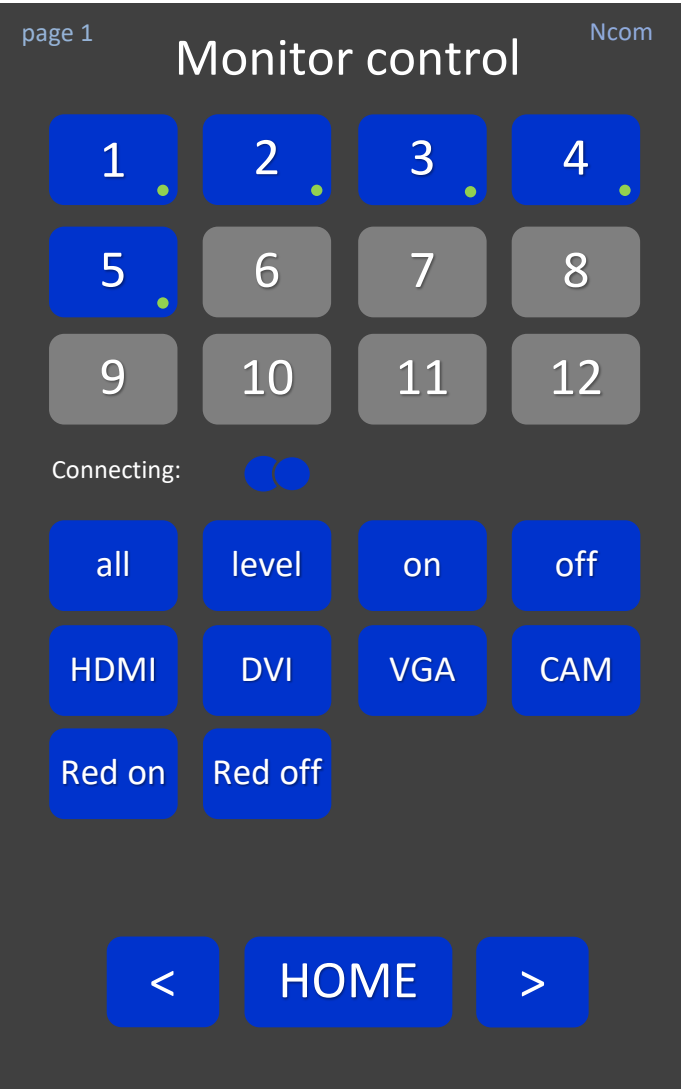 page 1
Ncom
Monitor control
1 2 3 4
5 6 7 8
9 10 11 12
Connecting:
all level on off
HDMI DVI VGA CAM
Red on Red off
< HOME >